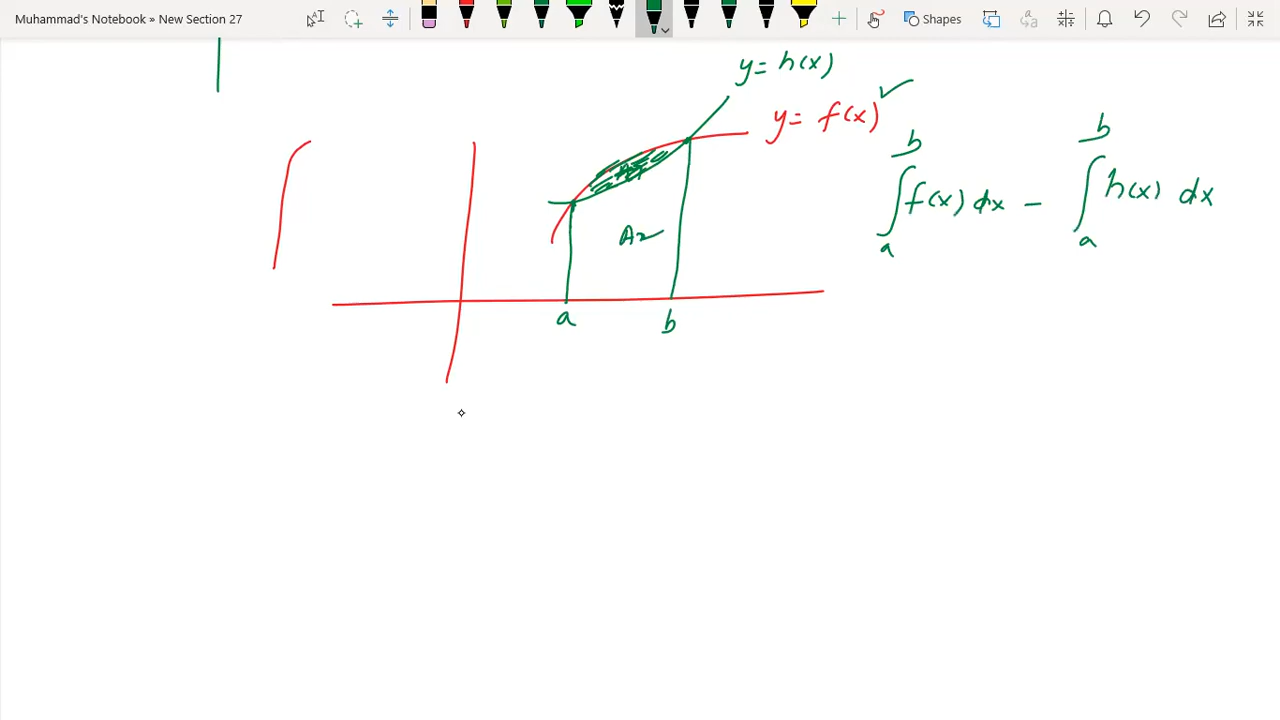 Muhammad's Notebook » New Section 27
Shapes
y= h(x)
y= f(x)
b
∫f(x) dx - ∫h(x) dx
a
b
a
A2
a
b